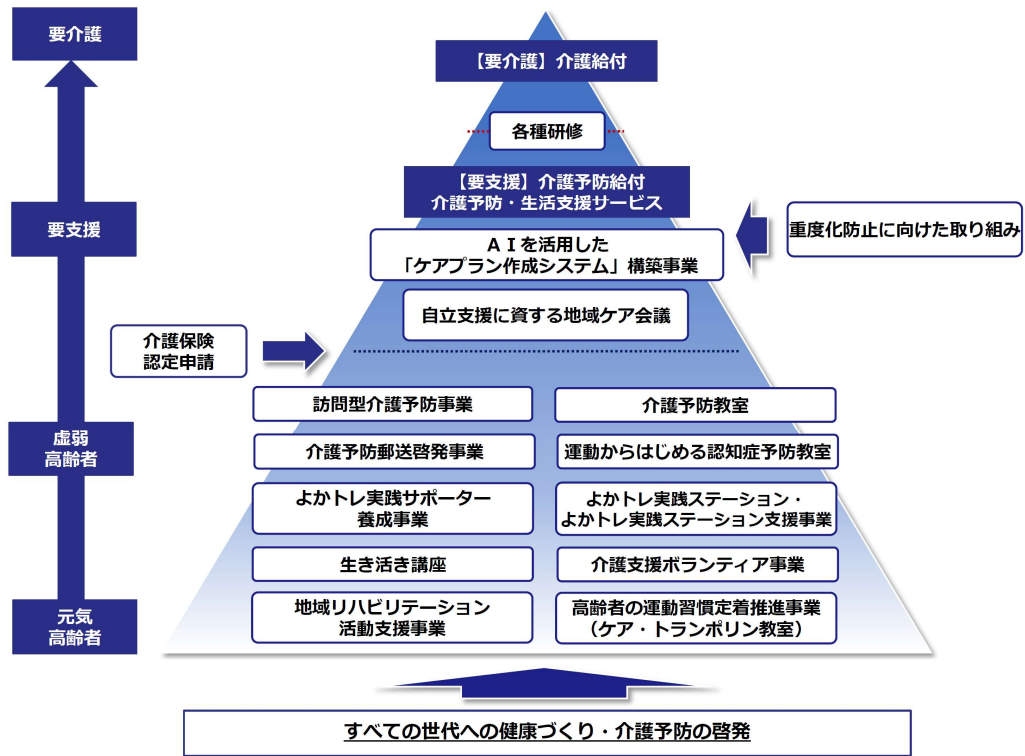 要介護
【要介護】介護給付
各種研修
【要支援】介護予防給付
介護予防・生活支援サービス
要支援
重度化防止に向けた取り組み
ＡＩを活用した
「ケアプラン作成システム」構築事業
自立支援に資する地域ケア会議
介護保険
認定申請
訪問型介護予防事業
介護予防教室
虚弱
高齢者
介護予防郵送啓発事業
運動からはじめる認知症予防教室
よかトレ実践サポーター
養成事業
よかトレ実践ステーション・
よかトレ実践ステーション支援事業
生き活き講座
介護支援ボランティア事業
元気
高齢者
地域リハビリテーション
活動支援事業
高齢者の運動習慣定着推進事業
（ケア・トランポリン教室）
すべての世代への健康づくり・介護予防の啓発